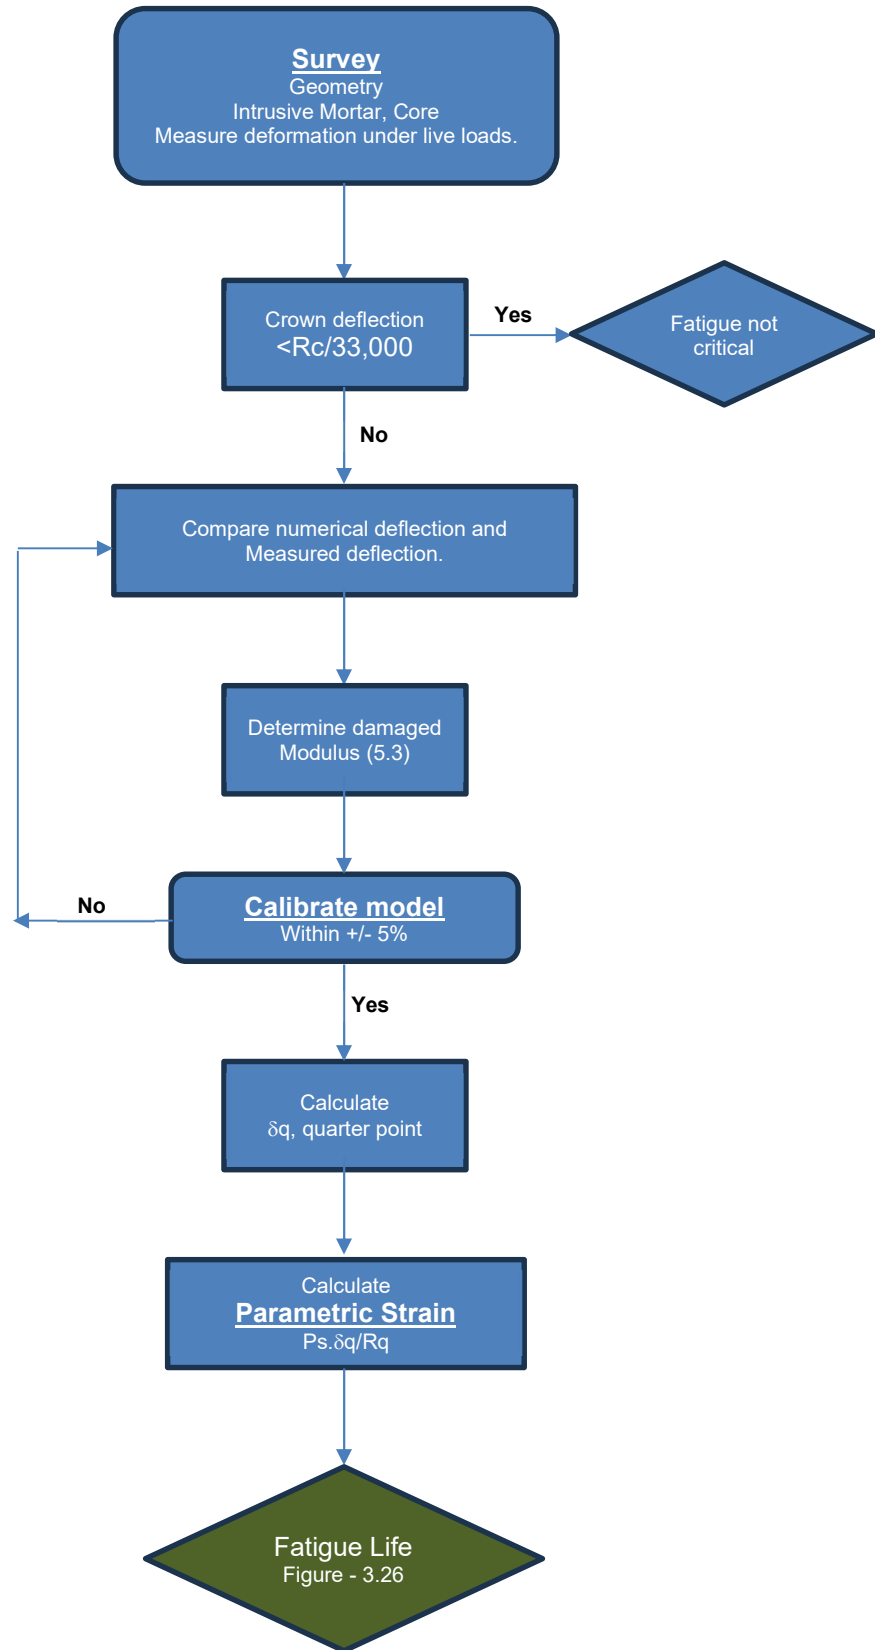 Survey
Geometry
Intrusive Mortar, Core
Measure deformation under live loads.
Crown deflection
<Rc/33,000
Yes
Fatigue not
critical
No
Compare numerical deflection and
Measured deflection.
Determine damaged
Modulus (5.3)
No
Calibrate model
Within +/- 5%
Yes
Calculate
δq, quarter point
Calculate
Parametric Strain
Ps.δq/Rq
Fatigue Life
Figure - 3.26